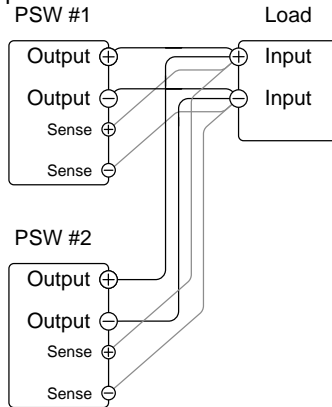 PSW #1
Load
Output +
+ Input
Output −
− Input
Sense +
Sense −
PSW #2
Output +
Output −
Sense +
Sense −